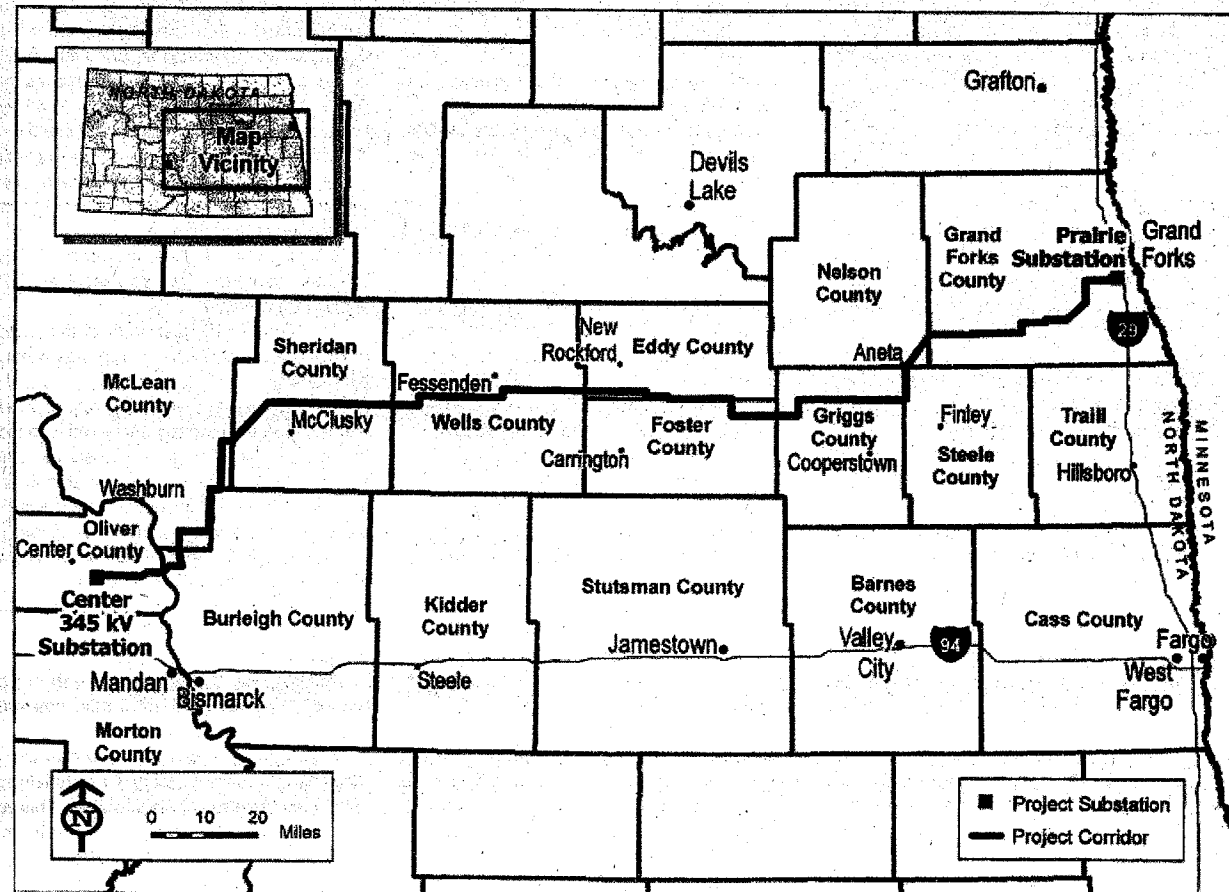 NORTH DAKOTA
Map
Vicinity
Grafton
Devils
Lake
Grand
Forks
County
Prairie
Substation
Grand
Forks
Nelson
County
29
New
Rockford
Eddy County
Aneta
Sheridan
County
McLean
County
Fessenden
McClusky
Wells County
Foster
County
Carrington
Griggs
County
Cooperstown
Finley
Steele
County
Traill
County
Hillsboro
MINNESOTA
NORTH DAKOTA
Washburn
Oliver
County
Center
Center
345 kV
Substation
Burleigh County
Kidder
County
Stutsman County
Barnes
County
Cass County
Jamestown
Valley
City
94
Fargo
West
Fargo
Mandan
Bismarck
Steele
Morton
County
N
0 10 20 Miles
Project Substation
Project Corridor